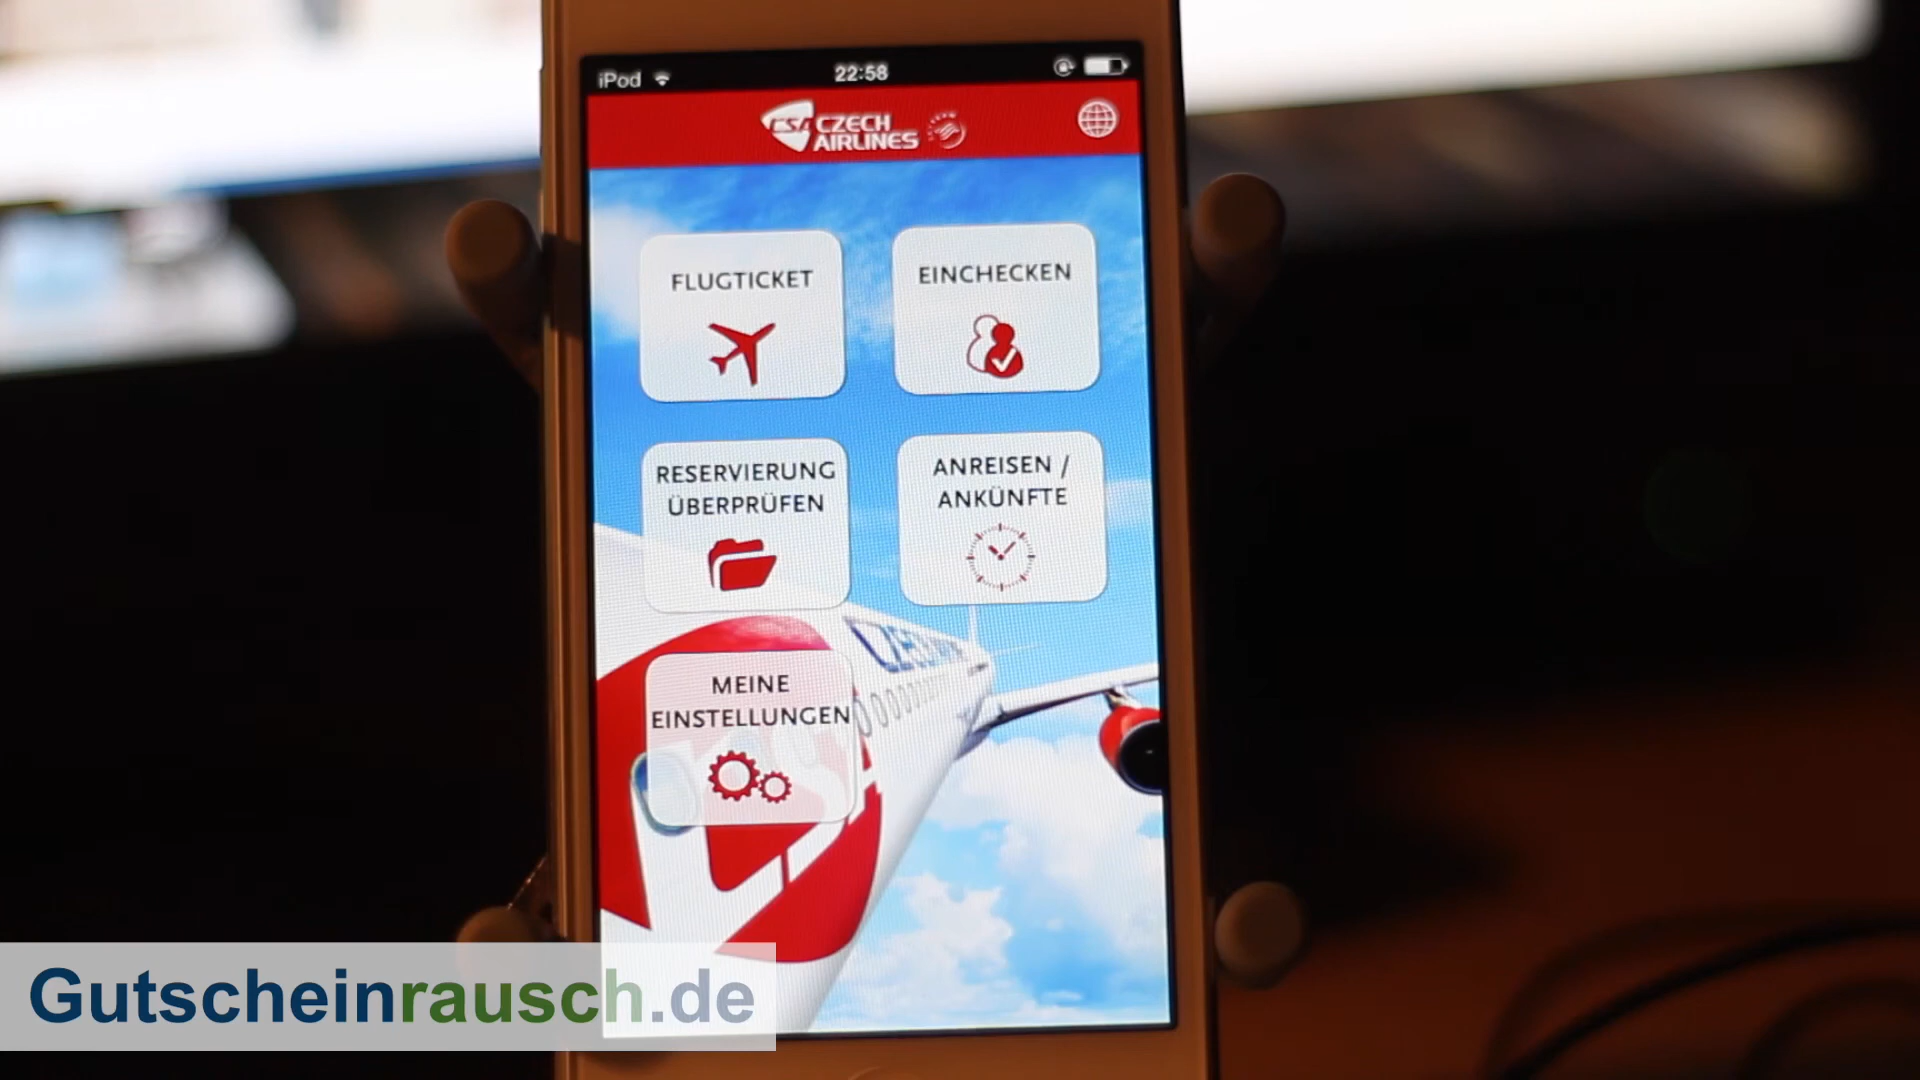 iPod
22:58
CSA CZECH
AIRLINES
FLUGTICKET
EINCHECKEN
RESERVIERUNG
ÜBERPRÜFEN
ANREISEN /
ANKÜNFTE
MEINE
EINSTELLUNGEN
Gutscheinrausch.de